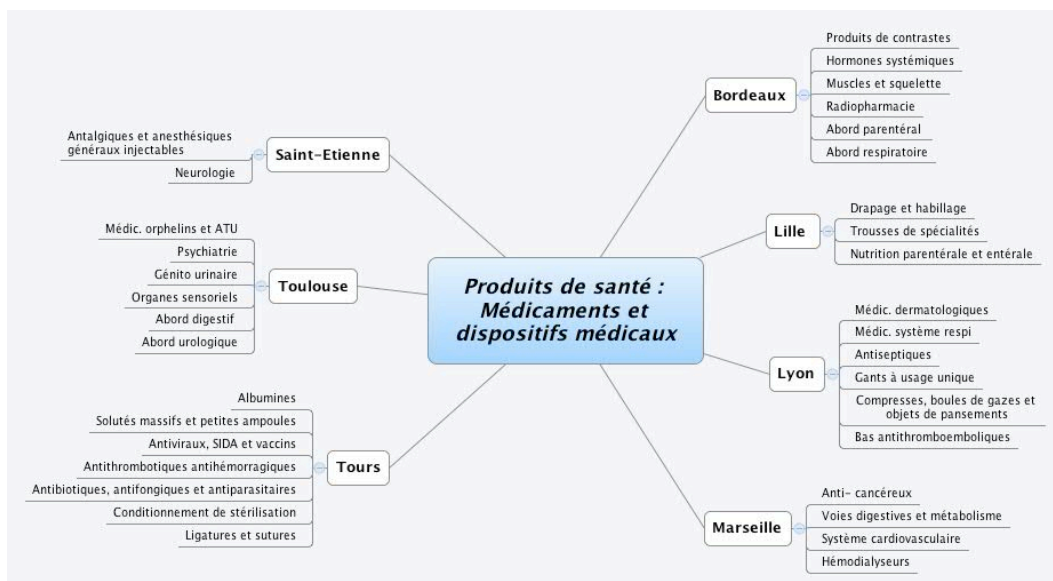 Produits de santé :
Médicaments et
dispositifs médicaux
Bordeaux
Produits de contrastes
Hormones systémiques
Muscles et squelette
Radiopharmacie
Abord parentéral
Abord respiratoire
Lille
Drapage et habillage
Trousses de spécialités
Nutrition parentérale et entérale
Lyon
Médic. dermatologiques
Médic. système respi
Antiseptiques
Gants à usage unique
Compresses, boules de gazes et
objets de pansements
Bas antithromboemboliques
Marseille
Anti- cancéreux
Voies digestives et métabolisme
Système cardiovasculaire
Hémodialyseurs
Saint-Etienne
Antalgiques et anesthésiques
généraux injectables
Neurologie
Toulouse
Médic. orphelins et ATU
Psychiatrie
Génito urinaire
Organes sensoriels
Abord digestif
Abord urologique
Tours
Albumines
Solutés massifs et petites ampoules
Antiviraux, SIDA et vaccins
Antithrombotiques antihémorragiques
Antibiotiques, antifongiques et antiparasitaires
Conditionnement de stérilisation
Ligatures et sutures